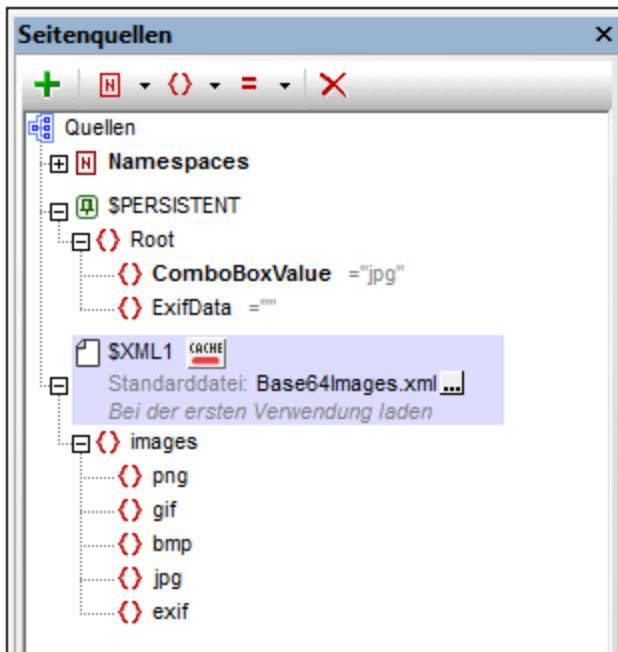 Seitenquellen
Quellen
Namespaces
$PERSISTENT
Root
ComboBoxValue ="jpg"
ExifData =""
$XML1 CACHE
Standarddatei: Base64Images.xml ...
Bei der ersten Verwendung laden
images
png
gif
bmp
jpg
exif